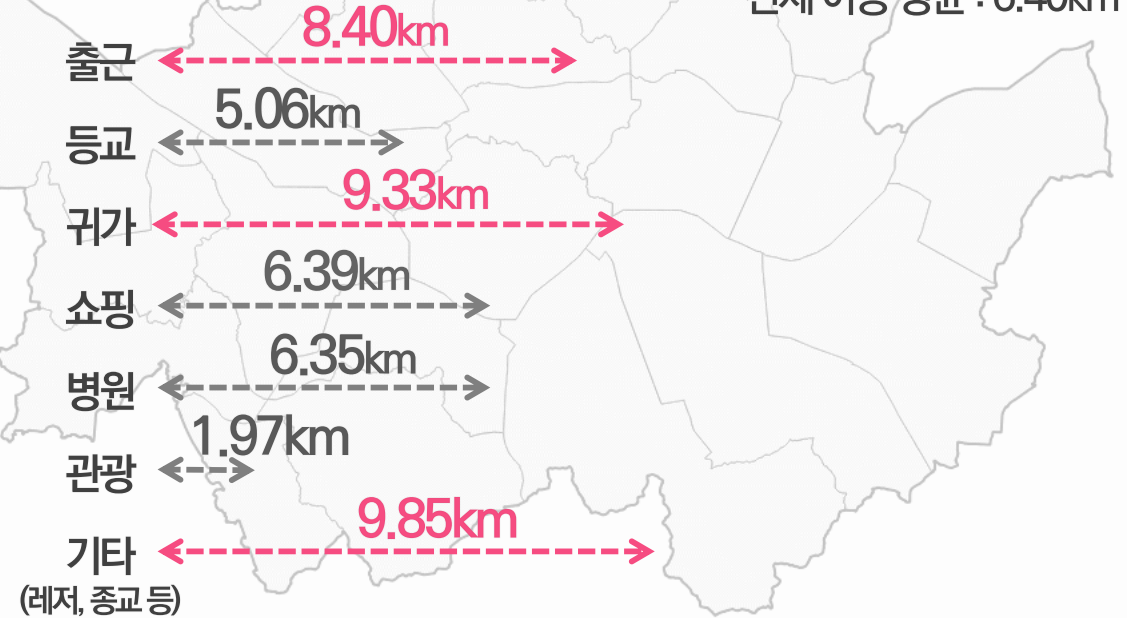 8.40km
출근
5.06km
등교
9.33km
귀가
6.39km
쇼핑
6.35km
병원
1.97km
관광
9.85km
기타
(레저, 종교 등)